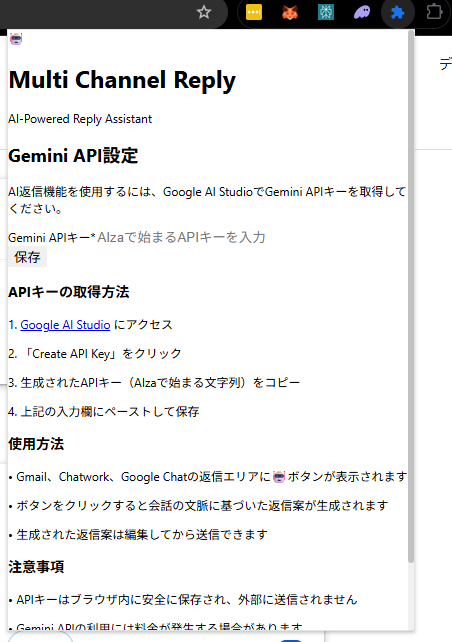 デ
Multi Channel Reply
AI-Powered Reply Assistant
Gemini API設定
AI返信機能を使用するには、Google AI StudioでGemini APIキーを取得して
ください。
Gemini APIキー* AIzaで始まるAPIキーを入力
保存
APIキーの取得方法
1. Google AI Studio にアクセス
2. 「Create API Key」をクリック
3. 生成されたAPIキー（AIzaで始まる文字列）をコピー
4. 上記の入力欄にペーストして保存
使用方法
• Gmail、Chatwork、Google Chatの返信エリアに ボタンが表示されます
• ボタンをクリックすると会話の文脈に基づいた返信案が生成されます
• 生成された返信案は編集してから送信できます
注意事項
• APIキーはブラウザ内に安全に保存され、外部に送信されません
• Gemini APIの利用には料金が発生する場合があります